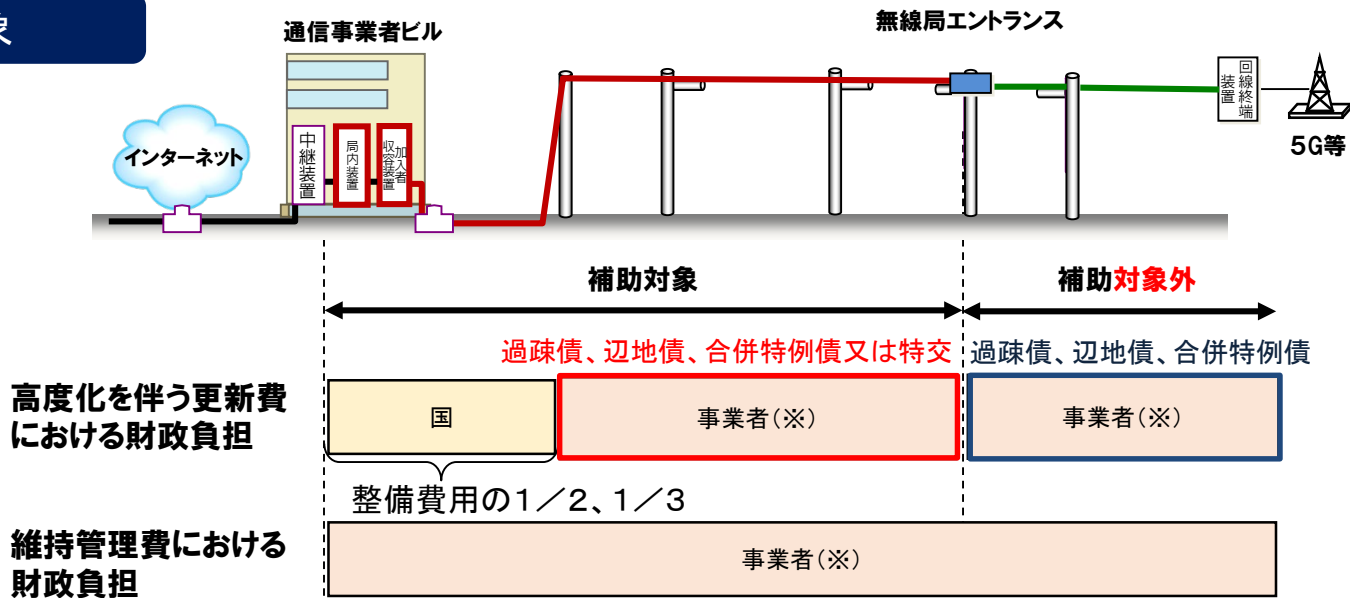 象
通信事業者ビル
無線局エントランス
インターネット
中継装置
局内装置
加入者
収容装置
回線終端
装置
5G等
補助対象
補助対象外
過疎債、辺地債、合併特例債又は特交
過疎債、辺地債、合併特例債
高度化を伴う更新費
における財政負担
国
事業者(※)
事業者(※)
整備費用の1/2、1/3
維持管理費における
財政負担
事業者(※)